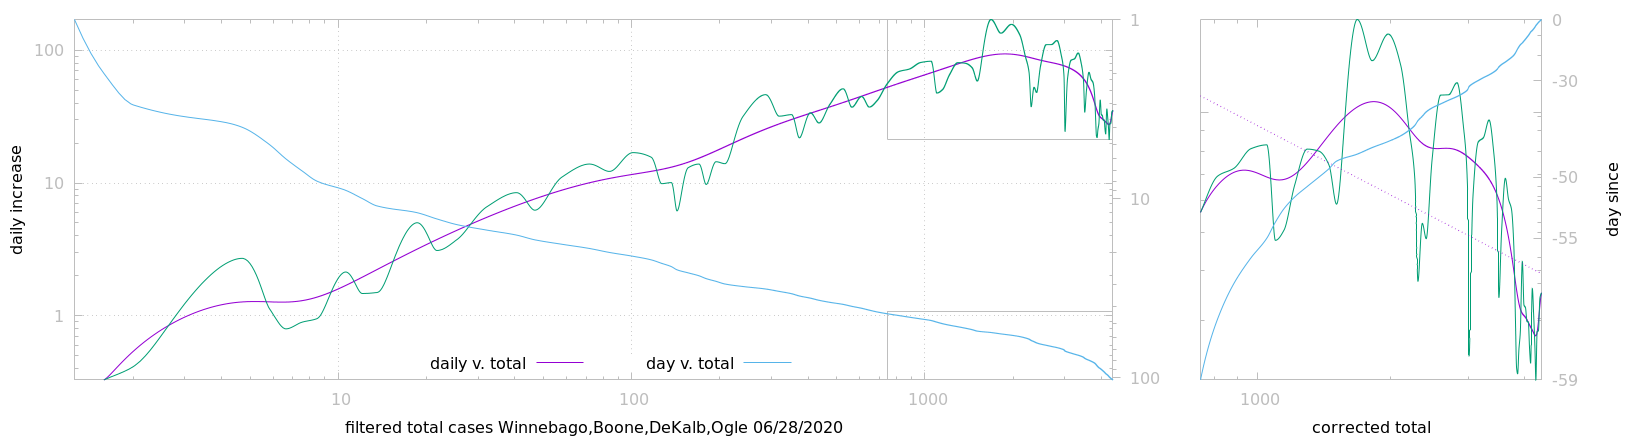 100
10
1
daily increase
daily v. total
day v. total
10
100
1000
filtered total cases Winnebago,Boone,DeKalb,Ogle 06/28/2020
1
10
100
0
-30
-50
-55
-59
day since
1000
corrected total